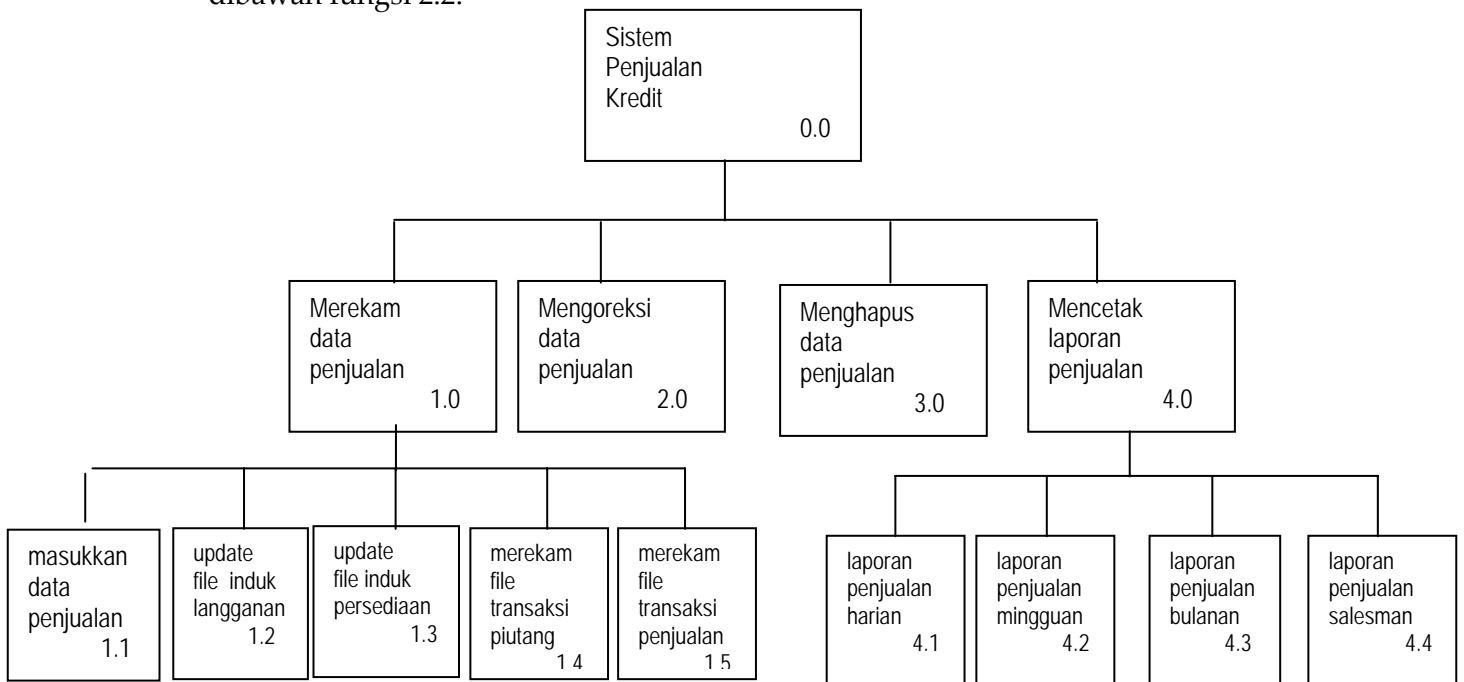 dibawah fungsi 2.2.
Sistem
Penjualan
Kredit
0.0
Merekam
data
penjualan
1.0
Mengoreksi
data
penjualan
2.0
Menghapus
data
penjualan
3.0
Mencetak
laporan
penjualan
4.0
masukkan
data
penjualan
1.1
update
file induk
langganan
1.2
update
file induk
persediaan
1.3
merekam
file
transaksi
piutang
1.4
merekam
file
transaksi
penjualan
1.5
laporan
penjualan
harian
4.1
laporan
penjualan
mingguan
4.2
laporan
penjualan
bulanan
4.3
laporan
penjualan
salesman
4.4